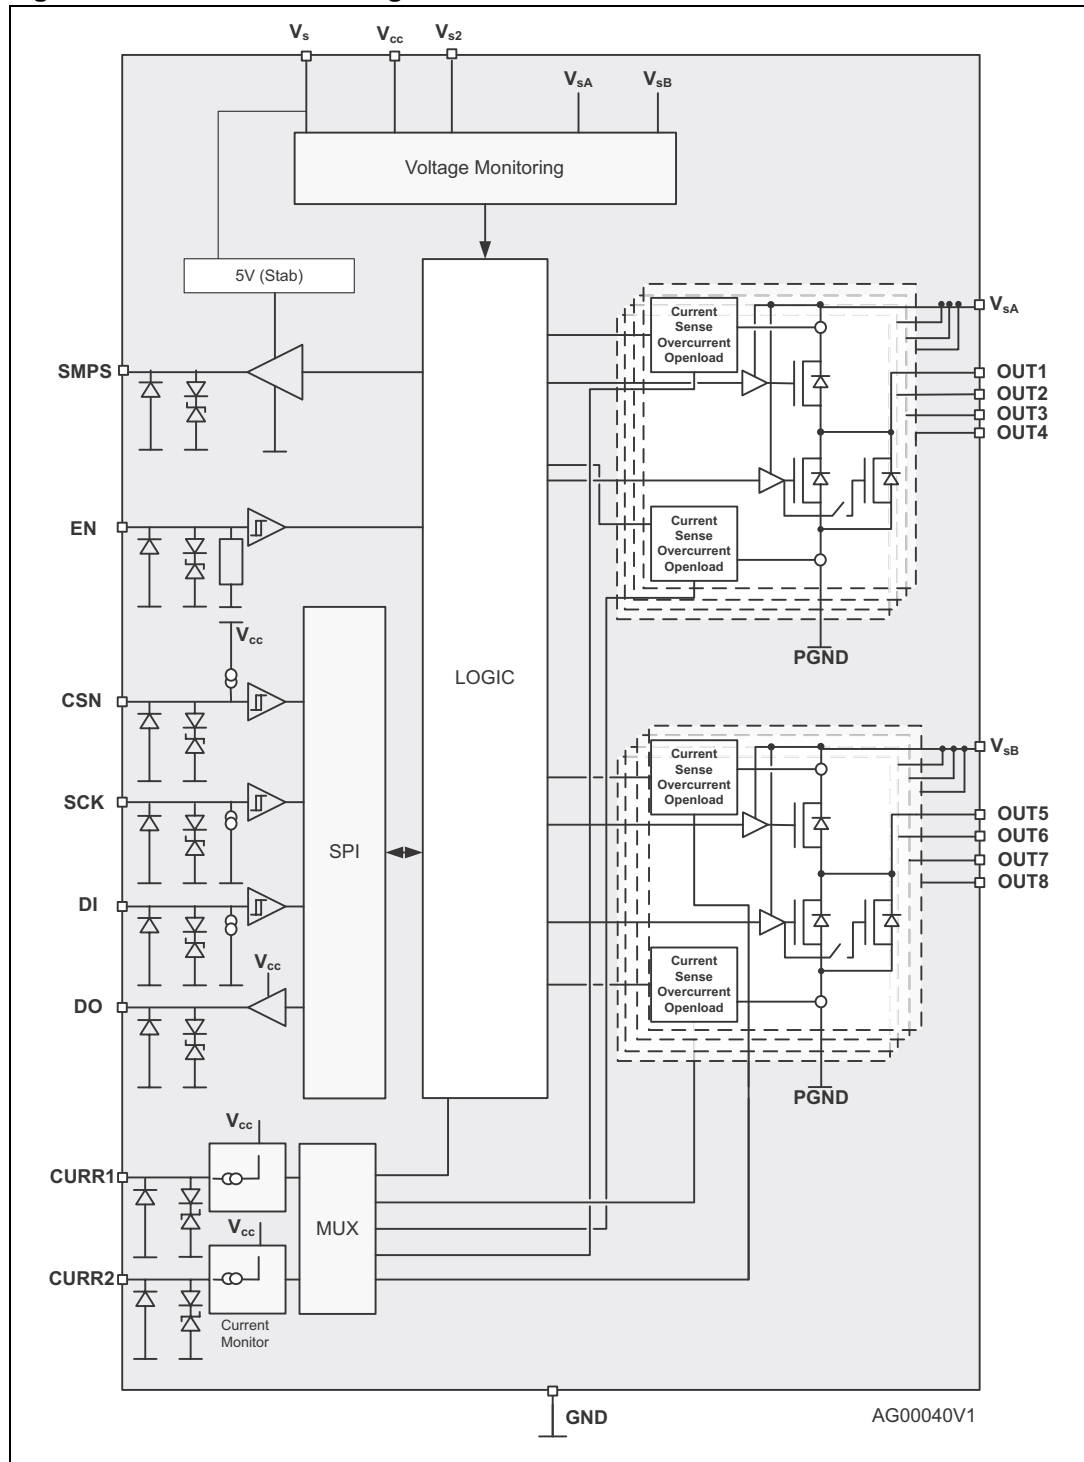 Vs
Vcc
Vs2
VsA
VsB
Voltage Monitoring
5V (Stab)
SMPS
Current
Sense
Overcurrent
Openload
VsA
OUT1
OUT2
OUT3
OUT4
EN
Current
Sense
Overcurrent
Openload
Vcc
PGND
LOGIC
CSN
Current
Sense
Overcurrent
Openload
VsB
SCK
OUT5
OUT6
OUT7
OUT8
SPI
DI
Vcc
Current
Sense
Overcurrent
Openload
DO
PGND
Vcc
CURR1
MUX
Vcc
CURR2
Current
Monitor
GND
AG00040V1